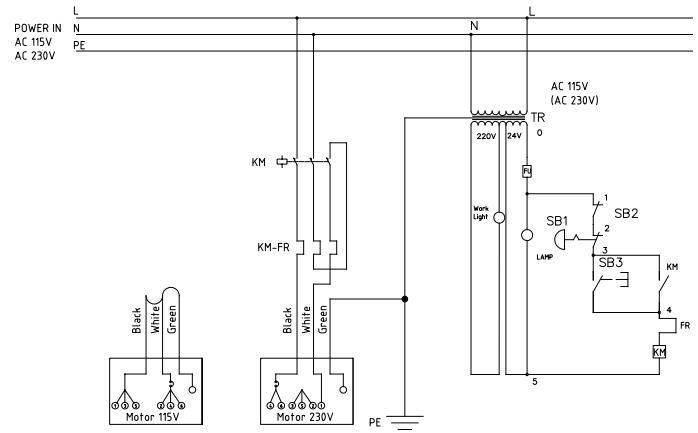 L
L
POWER IN
N
N
AC 115V
PE
AC 230V
AC 115V
(AC 230V)
TR
0
220V
24V
KM
FU
1
Work
Light
SB1
SB2
2
KM-FR
LAMP
3
SB3
KM
4
Black
White
Green
Black
White
Green
FR
KM
5
Motor 115V
Motor 230V
PE